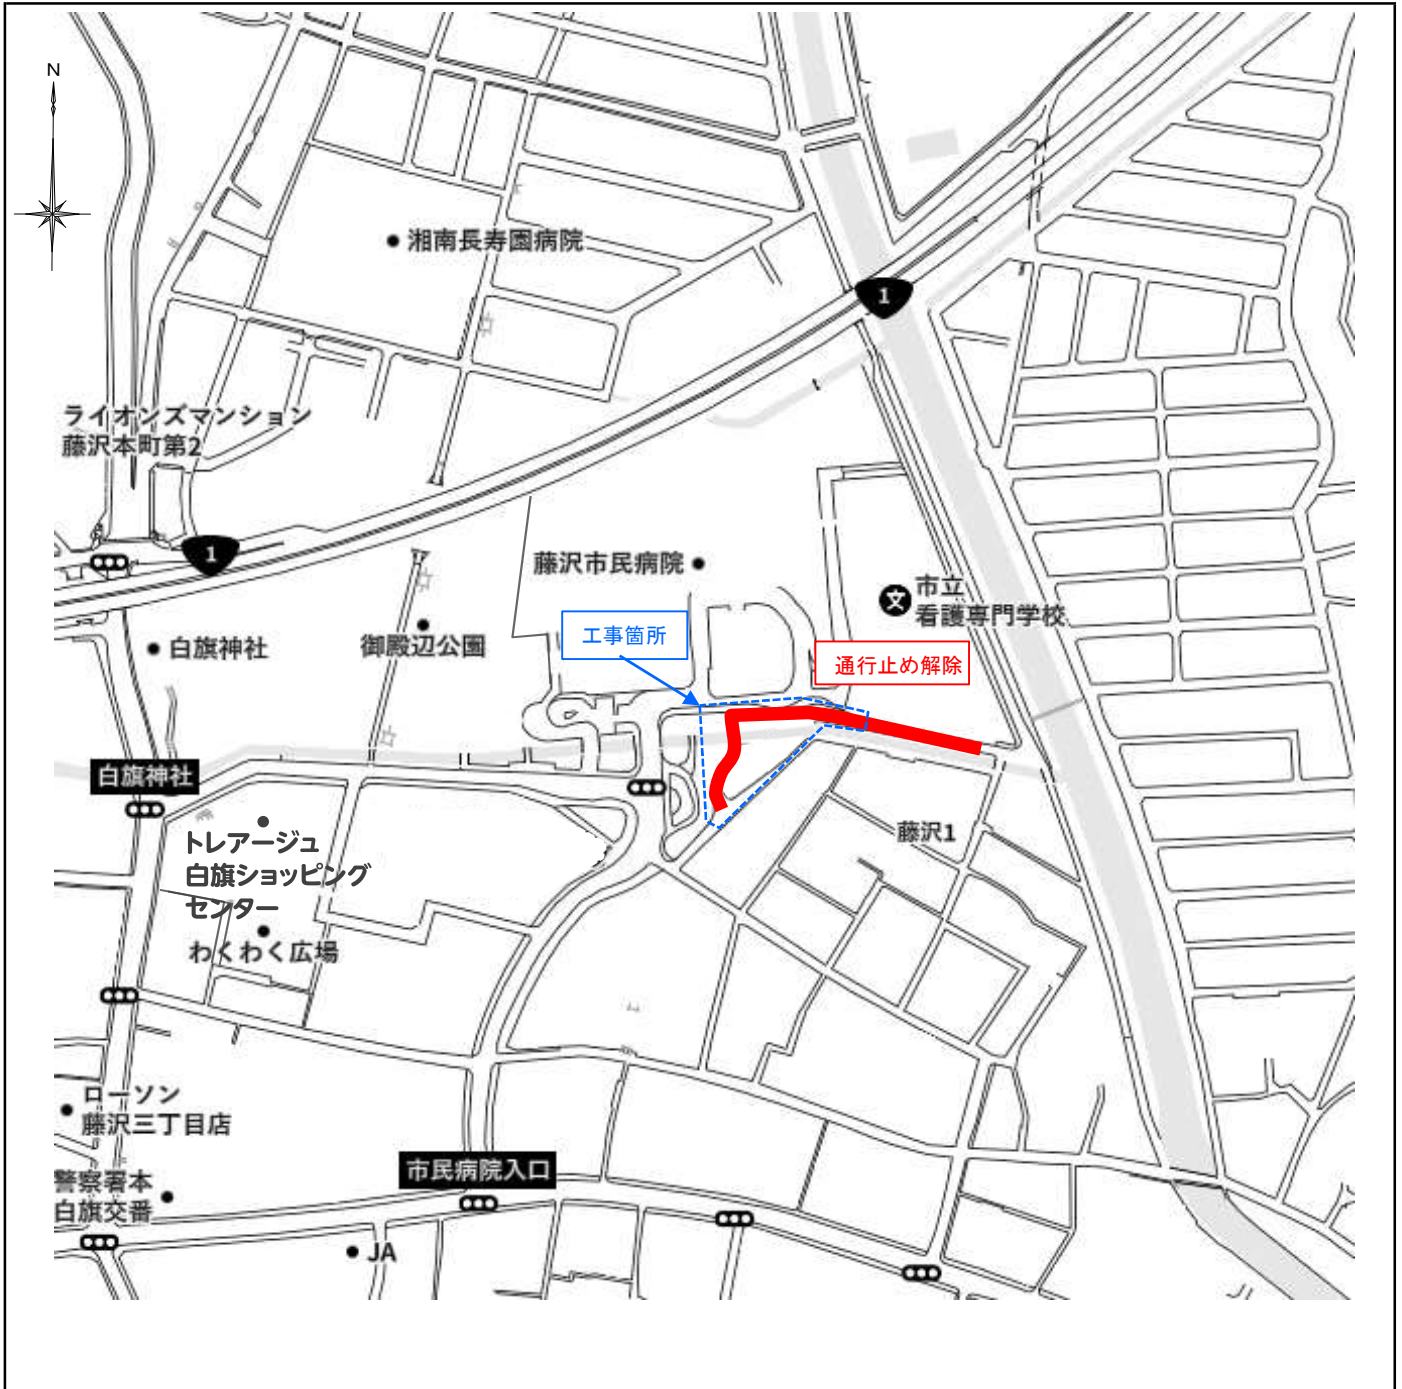 N
湘南長寿園病院
1
ライオンズマンション
藤沢本町第2
1
藤沢市民病院
文
市立
看護専門学校
工事箇所
白旗神社
御殿辺公園
通行止め解除
白旗神社
トレアージュ
白旗ショッピング
センター
藤沢1
わくわく広場
ローソン
藤沢三丁目店
市民病院入口
警察署本
白旗交番
JA